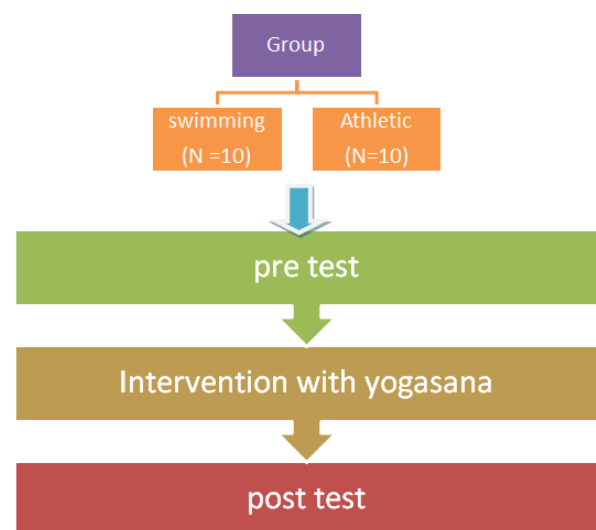 Group
swimming
(N =10)
Athletic
(N=10)
pre test
Intervention with yogasana
post test